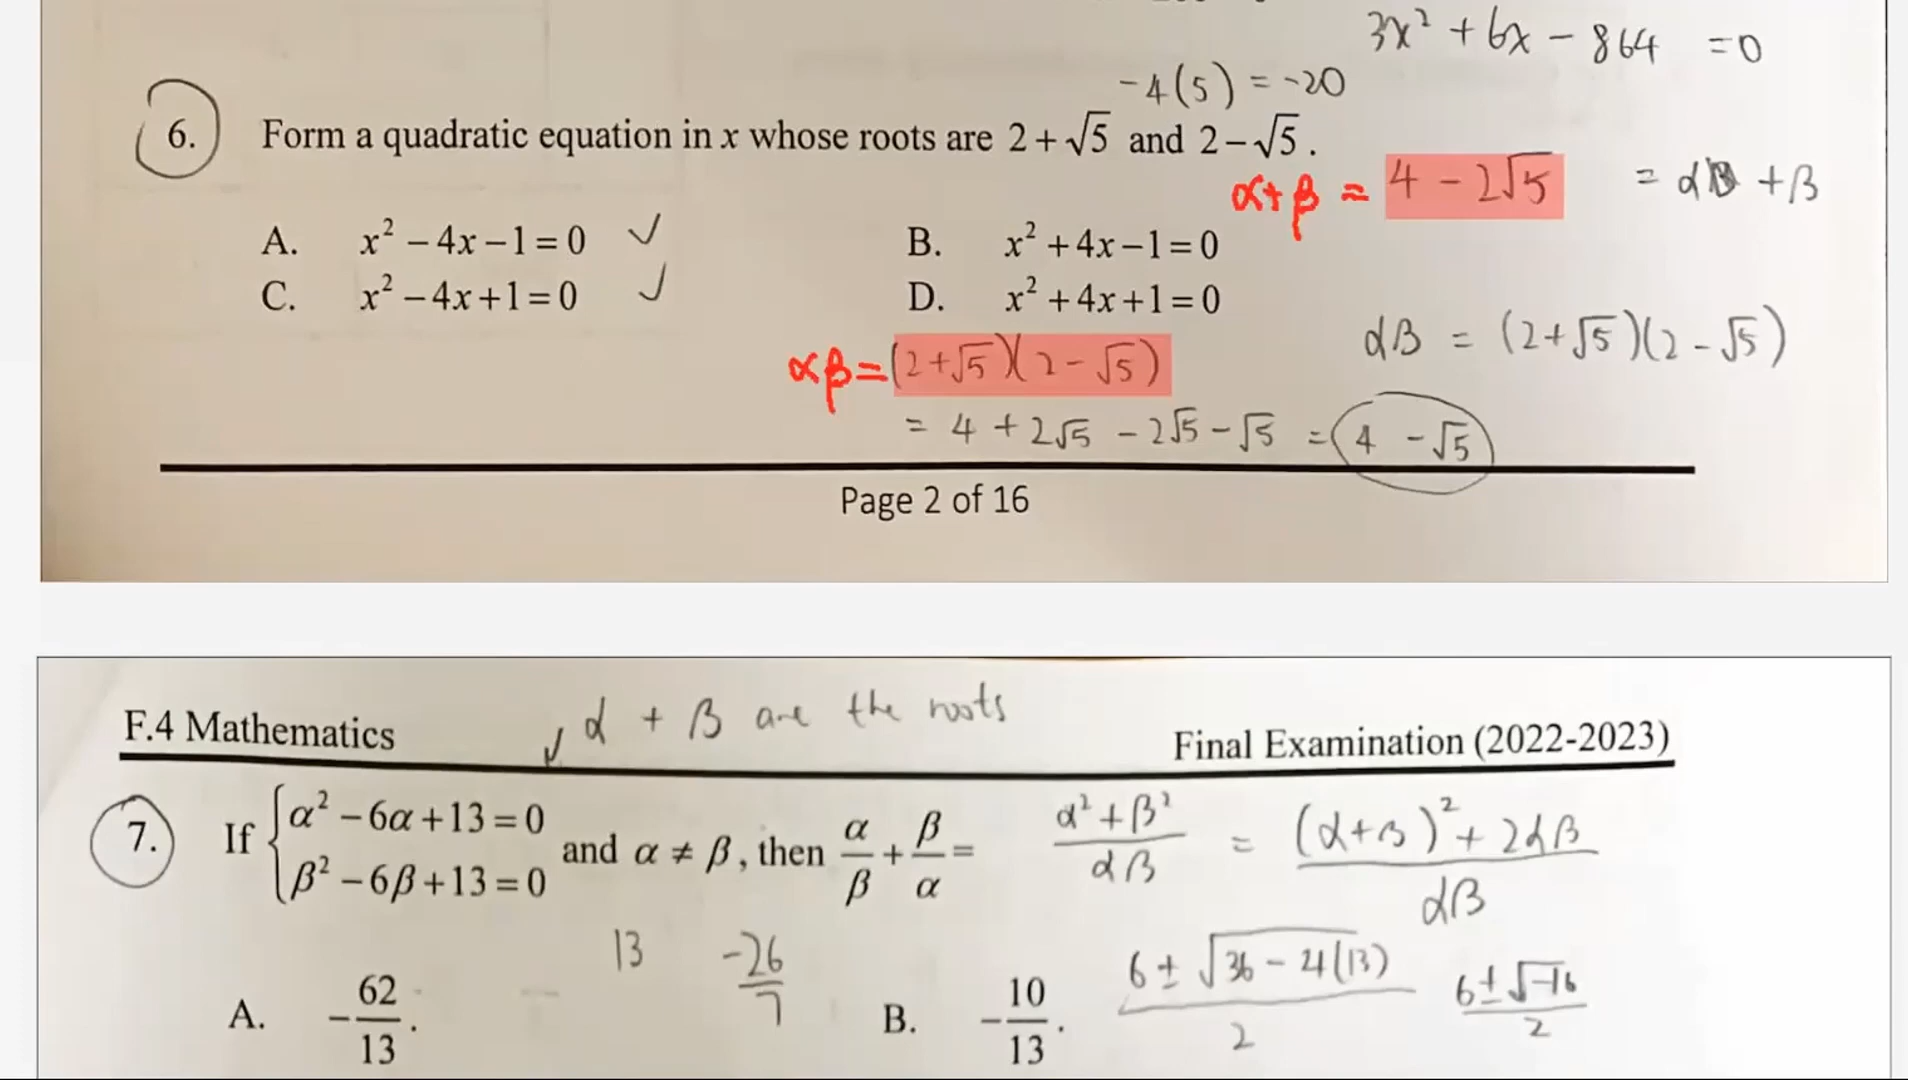 3x² + 6x - 864 = 0
-4(5) = -20
6. Form a quadratic equation in x whose roots are 2 + √5 and 2 - √5.
α+β = 4 - 2√5 = αβ + β
A. x² - 4x - 1 = 0 ✓ B. x² + 4x - 1 = 0
C. x² - 4x + 1 = 0 ✓ D. x² + 4x + 1 = 0
αβ = (2+√5)(2-√5)
αβ = (2+√5)(2-√5)
= 4 + 2√5 - 2√5 - √5 = 4 - √5
Page 2 of 16
α + β are the roots
F.4 Mathematics Final Examination (2022-2023)
7. If {α² - 6α + 13 = 0, β² - 6β + 13 = 0 and α ≠ β, then α/β + β/α = (α²+β²)/(αβ) = ((α+β)² + 2αβ)/(αβ)
13 -26/7 (6 ± √(36 - 4(13)))/2 (6 ± √-16)/2
A. -62/13. B. -10/13.